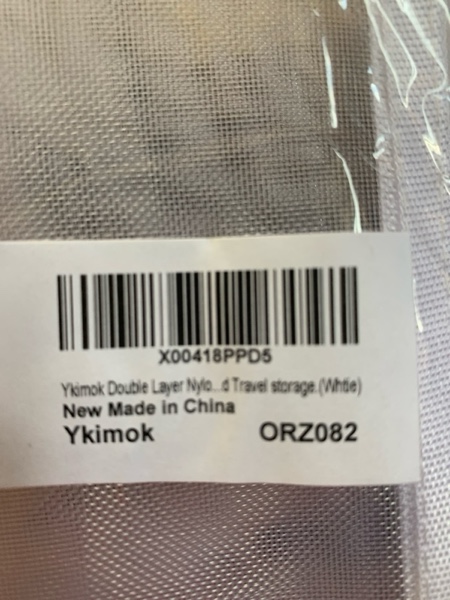 X00418PPD5
Ykimok Double Layer Nylo...d Travel storage.(Whtie)
New Made in China
Ykimok ORZ082